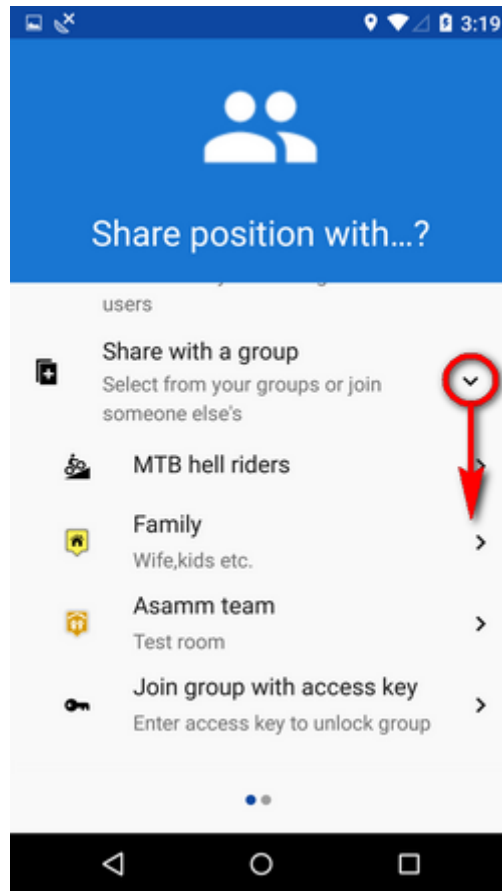 3:19
Share position with...?
users
Share with a group
Select from your groups or join
someone else's
MTB hell riders
Family
Wife,kids etc.
Asamm team
Test room
Join group with access key
Enter access key to unlock group